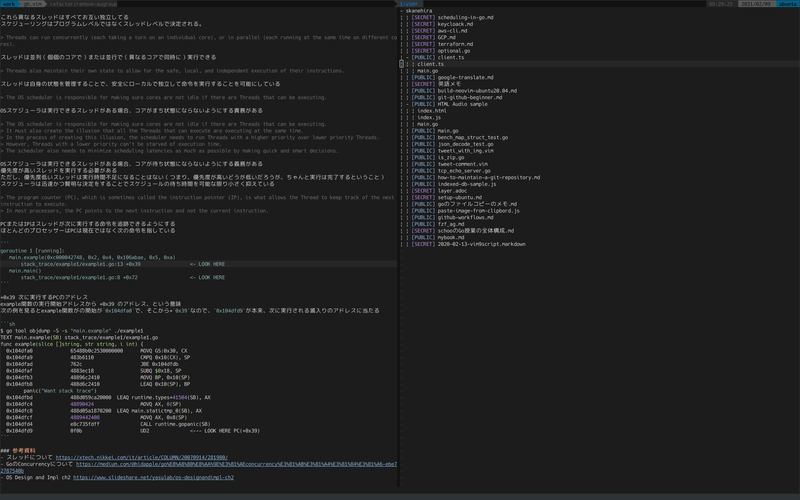 work  gh.vim  refactor/remove-augroup
これら異なるスレッドはすべてお互い独立してる
スケジューリングはプログラムレベルではなくスレッドレベルで決定される。
> Threads can run concurrently (each taking a turn on an individual core), or in parallel (each running at the same time on different co
res).
スレッドは並列(個個のコアで)または並行で(異なるコアで同時に)実行できる
> Threads also maintain their own state to allow for the safe, local, and independent execution of their instructions.
スレッドは自身の状態を管理することで、安全にローカルで独立して命令を実行することを可能にしている
> The OS scheduler is responsible for making sure cores are not idle if there are Threads that can be executing.
OSスケジューラは実行できるスレッドがある場合、コアがまち状態にならないようにする責務がある
> The OS scheduler is responsible for making sure cores are not idle if there are Threads that can be executing.
> It must also create the illusion that all the Threads that can execute are executing at the same time.
> In the process of creating this illusion, the scheduler needs to run Threads with a higher priority over lower priority Threads.
> However, Threads with a lower priority can't be starved of execution time.
> The scheduler also needs to minimize scheduling latencies as much as possible by making quick and smart decisions.
OSスケジューラは実行できるスレッドがある場合、コアが待ち状態にならないようにする義務がある
優先度が高いスレッドを実行する必要がある
ただし、優先度低いスレッドは実行時間不足になることはない(つまり、優先度が高いどうが低いだろうが、ちゃんと実行は完了するということ)
スケジューラは迅速かつ賢明な決定をすることでスケジュールの待ち時間を可能な限り小さく抑えている
> The program counter (PC), which is sometimes called the instruction pointer (IP), is what allows the Thread to keep track of the next
instruction to execute.
> In most processors, the PC points to the next instruction and not the current instruction.
PCまたはIPはスレッドが次に実行する命令を追跡できるようにする
ほとんどのプロセッサーはPCは現在ではなく次の命令を指している
```
goroutine 1 [running]:
main.example(0xc000042748, 0x2, 0x4, 0x106abae, 0x5, 0xa)
stack_trace/example1/example1.go:13 +0x39 <- LOOK HERE
main.main()
stack_trace/example1/example1.go:8 +0x72 <- LOOK HERE
```
+0x39 次に実行するPCのアドレス
example関数の実行開始アドレスから +0x39 のアドレス、という意味
次の例を見るとexample関数がの開始が`0x104dfa0`で、そこから+`0x39`なので、`0x104dfd9`が本来、次に実行される滅入りのアドレスに当たる
```sh
$ go tool objdump -S -s "main.example" ./example1
TEXT main.example(SB) stack_trace/example1/example1.go
func example(slice []string, str string, i int) {
0x104dfa0 65488b0c2530000000 MOVQ GS:0x30, CX
0x104dfa9 483b6110 CMPQ 0x10(CX), SP
0x104dfad 762c JBE 0x104dfdb
0x104dfaf 4883ec18 SUBQ $0x18, SP
0x104dfb3 48896c2410 MOVQ BP, 0x10(SP)
0x104dfb8 488d6c2410 LEAQ 0x10(SP), BP
panic("Want stack trace")
0x104dfbd 488d059ca20000 LEAQ runtime.types+41504(SB), AX
0x104dfc4 48890424 MOVQ AX, 0(SP)
0x104dfc8 488d05a1870200 LEAQ main.statictmp_0(SB), AX
0x104dfcf 4889442408 MOVQ AX, 0x8(SP)
0x104dfd4 e8c735fdff CALL runtime.gopanic(SB)
0x104dfd9 0f0b UD2 <--- LOOK HERE PC(+0x39)
```
### 参考資料
- スレッドについて https://xtech.nikkei.com/it/article/COLUMN/20070914/281980/
- GoのConcurrencyについて
- OS Design and Impl ch2 https://www.slideshare.net/yasulab/os-designandimpl-ch2
09:29:23 2021/02/09 ubuntu
- skanehira
[SECRET] scheduling-in-go.md
[SECRET] keycloack.md
[SECRET] aws-cli.md
[SECRET] GCP.md
[SECRET] terraform.md
[SECRET] optional.go
- [PUBLIC] client.ts
client.ts
main.go
[PUBLIC] google-translate.md
[SECRET] 英語メモ
[PUBLIC] build-neovim-ubuntu20.04.md
[PUBLIC] git-github-beginner.md
- [PUBLIC] HTML Audio sample
index.html
index.js
main.go
[PUBLIC] main.go
[PUBLIC] bench_map_struct_test.go
[PUBLIC] json_decode_test.go
[PUBLIC] tweeti_with_img.vim
[PUBLIC] is_zip.go
[PUBLIC] tweet-comment.vim
[PUBLIC] tcp_echo_server.go
[PUBLIC] how-to-maintain-a-git-repository.md
[PUBLIC] indexed-db-sample.js
[SECRET] layer.adoc
[SECRET] setup-ubuntu.md
[PUBLIC] goのファイルコピーのメモ.md
[PUBLIC] paste-image-from-clipbord.js
[PUBLIC] github-workflows.md
[PUBLIC] fzf_ag.md
[SECRET] schooのGo授業の全体構成.md
[PUBLIC] mybook.md
[SECRET] 2020-02-13-vim9script.markdown